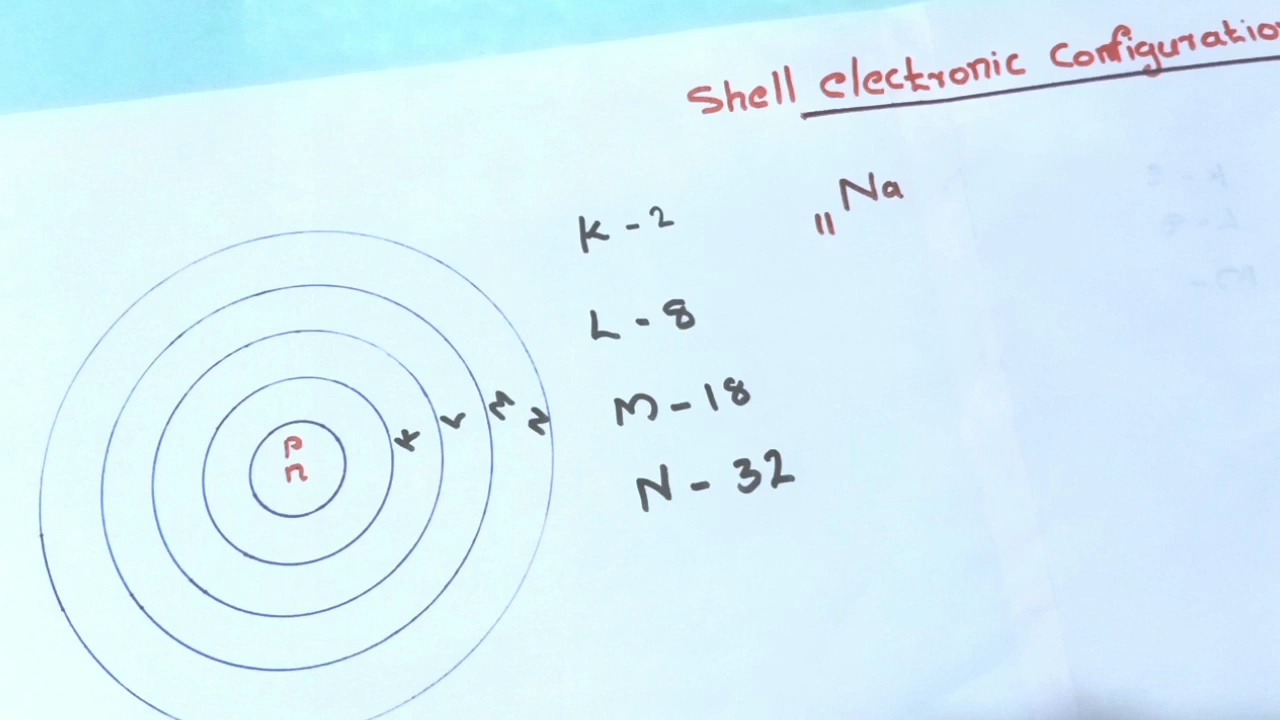 Shell electronic configuratio
K - 2
11Na
L - 8
M - 18
N - 32
P
n
K
L
M
N